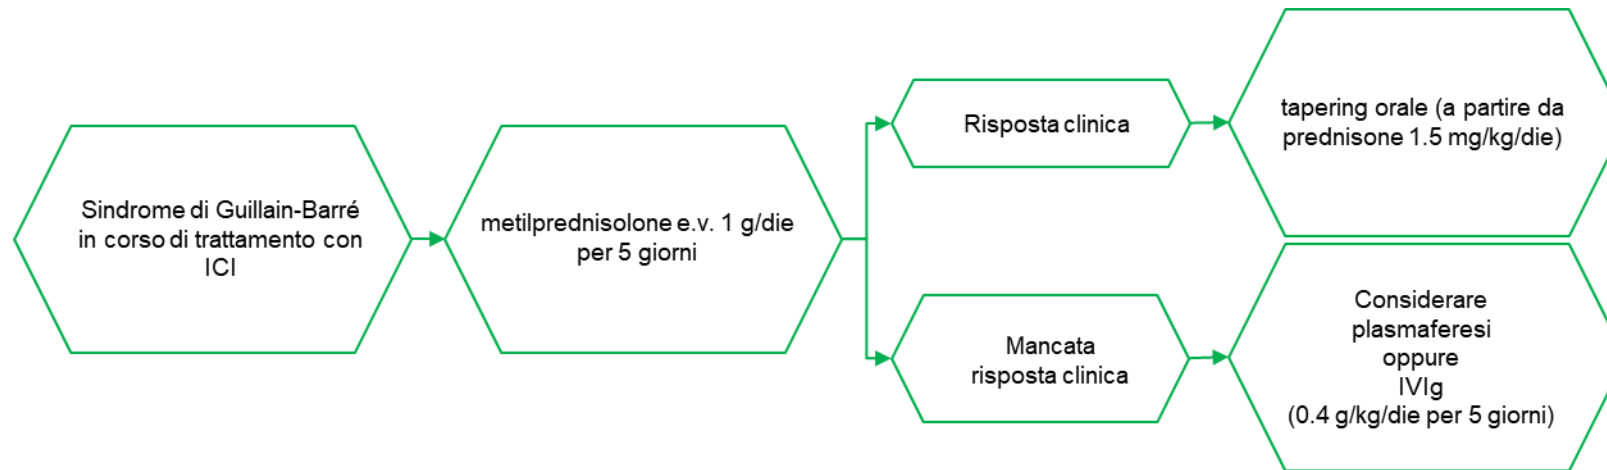 Sindrome di Guillain-Barré
in corso di trattamento con
ICI
metilprednisolone e.v. 1 g/die
per 5 giorni
Risposta clinica
tapering orale (a partire da
prednisone 1.5 mg/kg/die)
Mancata
risposta clinica
Considerare
plasmaferesi
oppure
IVIg
(0.4 g/kg/die per 5 giorni)